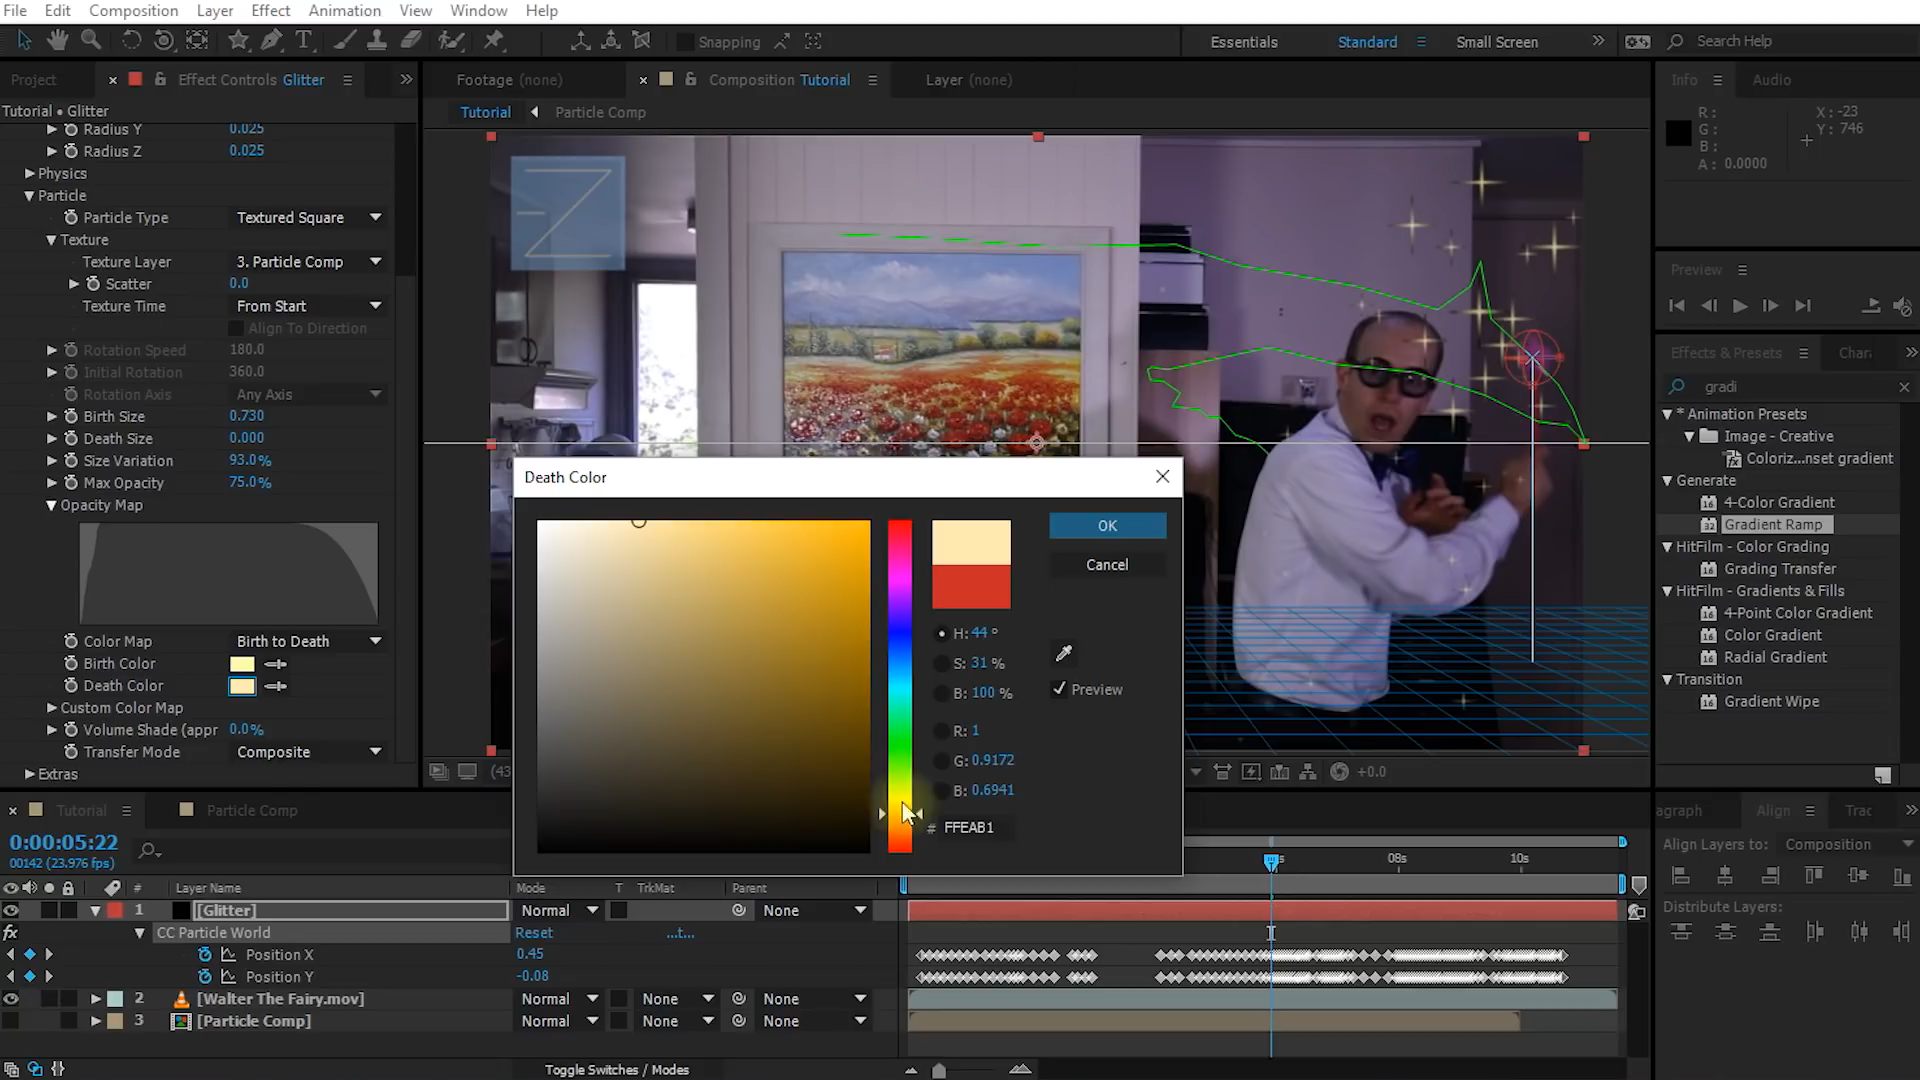 File Edit Composition Layer Effect Animation View Window Help
Snapping Essentials Standard Small Screen Search Help
Project Effect Controls Glitter
Tutorial • Glitter
Radius Y 0.025
Radius Z 0.025
Physics
Particle
Particle Type Textured Square
Texture
Texture Layer 3. Particle Comp
Scatter 0.0
Texture Time From Start
Align To Direction
Rotation Speed 180.0
Initial Rotation 360.0
Rotation Axis Any Axis
Birth Size 0.730
Death Size 0.000
Size Variation 93.0%
Max Opacity 75.0%
Opacity Map
Color Map Birth to Death
Birth Color
Death Color
Custom Color Map
Volume Shade (appr 0.0%
Transfer Mode Composite
Extras
Footage (none) Composition Tutorial Layer (none)
Tutorial Particle Comp
Z
(43
+0.0
Death Color
OK
Cancel
H: 44 °
S: 31 %
B: 100 %
Preview
R: 1
G: 0.9172
B: 0.6941
# FFEAB1
Info Audio
R: X: -23
G: Y: 746
B:
A: 0.0000
Preview
Effects & Presets Chara
gradi
* Animation Presets
Image - Creative
Coloriz...nset gradient
Generate
4-Color Gradient
Gradient Ramp
HitFilm - Color Grading
Grading Transfer
HitFilm - Gradients & Fills
4-Point Color Gradient
Color Gradient
Radial Gradient
Transition
Gradient Wipe
Tutorial Particle Comp
0:00:05:22
00142 (23.976 fps)
# Layer Name Mode T TrkMat Parent
1 [Glitter] Normal None
fx CC Particle World Reset ...t...
Position X 0.45
Position Y -0.08
2 [Walter The Fairy.mov] Normal None None
3 [Particle Comp] Normal None None
Toggle Switches / Modes
s 08s 10s
aragraph Align Trac
Align Layers to: Composition
Distribute Layers: